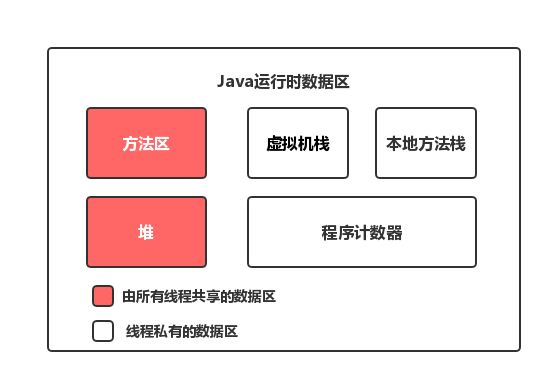 Java运行时数据区
方法区
虚拟机栈
本地方法栈
堆
程序计数器
由所有线程共享的数据区
线程私有的数据区